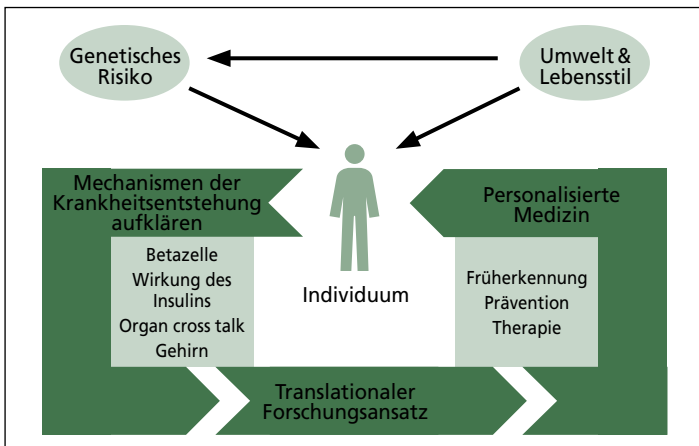 Genetisches
Risiko
Umwelt &
Lebensstil
Mechanismen der
Krankheitsentstehung
aufklären
Personalisierte
Medizin
Betazelle
Wirkung des
Insulins
Organ cross talk
Gehirn
Individuum
Früherkennung
Prävention
Therapie
Translationaler
Forschungsansatz